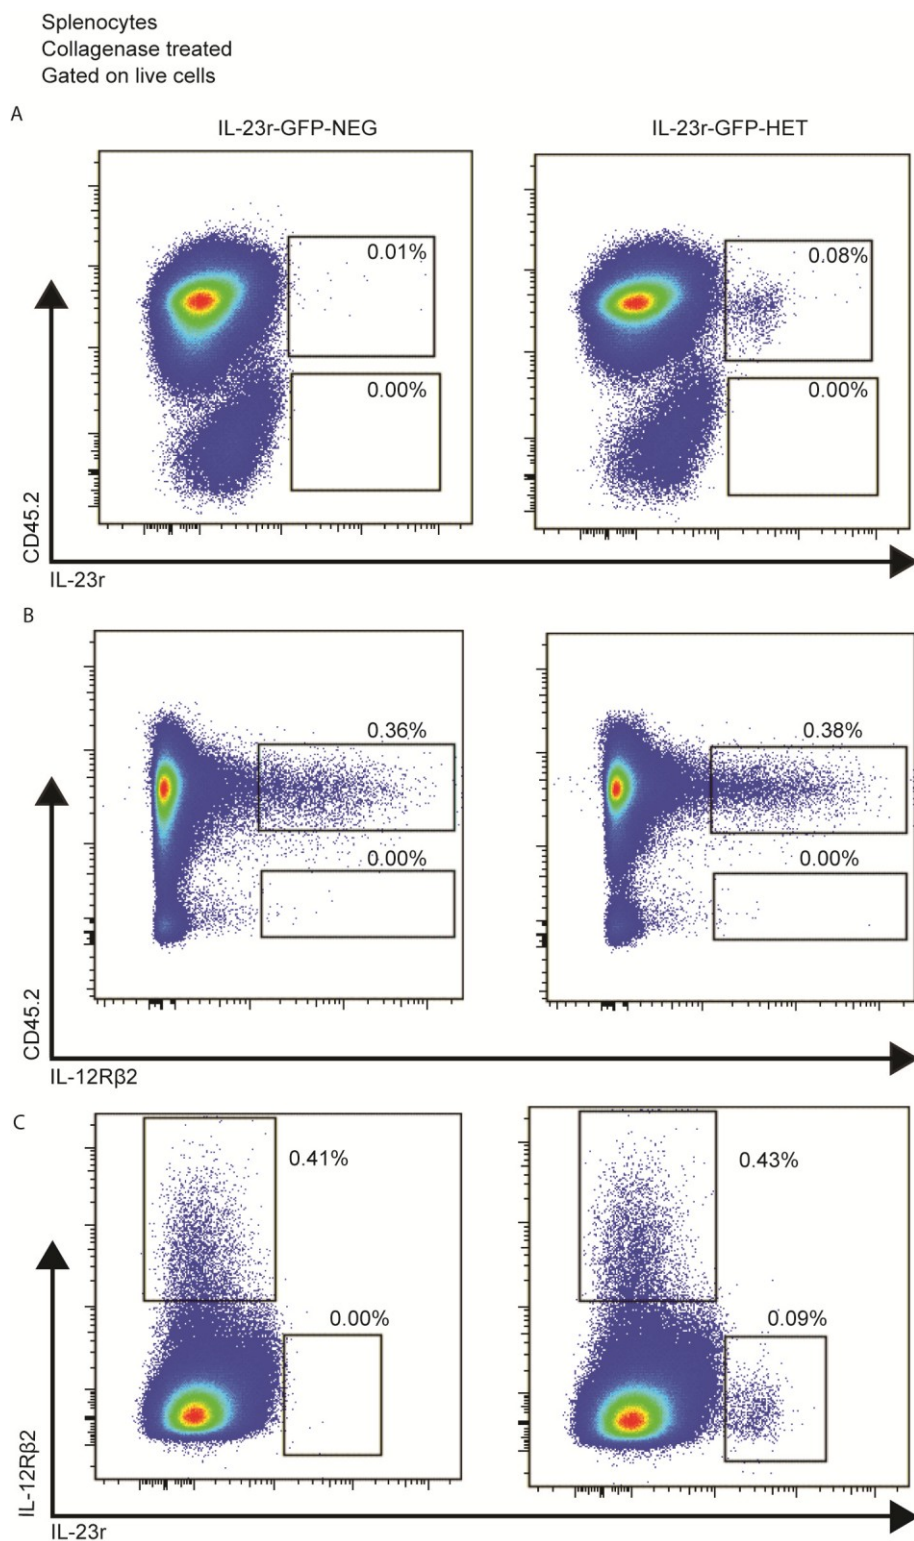 Splenocytes
Collagenase treated
Gated on live cells
A
IL-23r-GFP-NEG
IL-23r-GFP-HET
0.01%
0.08%
0.00%
0.00%
CD45.2
IL-23r
B
0.36%
0.38%
0.00%
0.00%
CD45.2
IL-12Rβ2
C
0.41%
0.43%
0.00%
0.09%
IL-12Rβ2
IL-23r